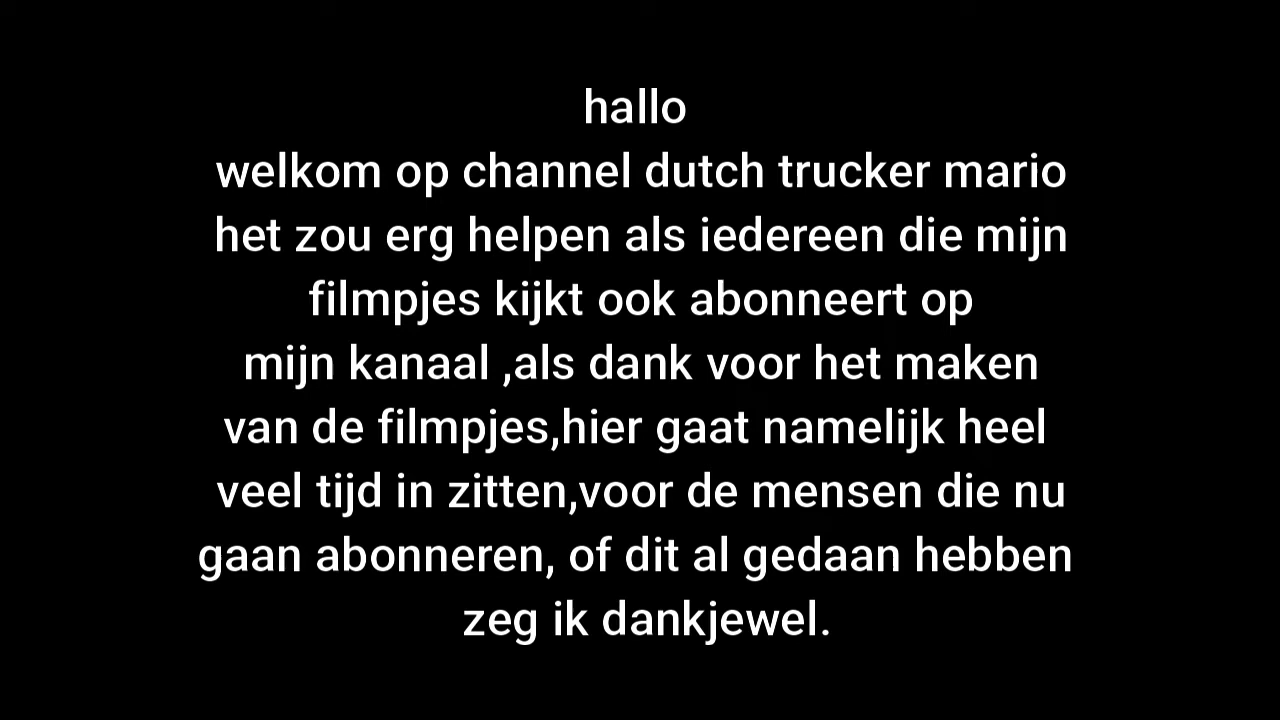 hallo
welkom op channel dutch trucker mario
het zou erg helpen als iedereen die mijn
filmpjes kijkt ook abonneert op
mijn kanaal ,als dank voor het maken
van de filmpjes,hier gaat namelijk heel
veel tijd in zitten,voor de mensen die nu
gaan abonneren, of dit al gedaan hebben
zeg ik dankjewel.